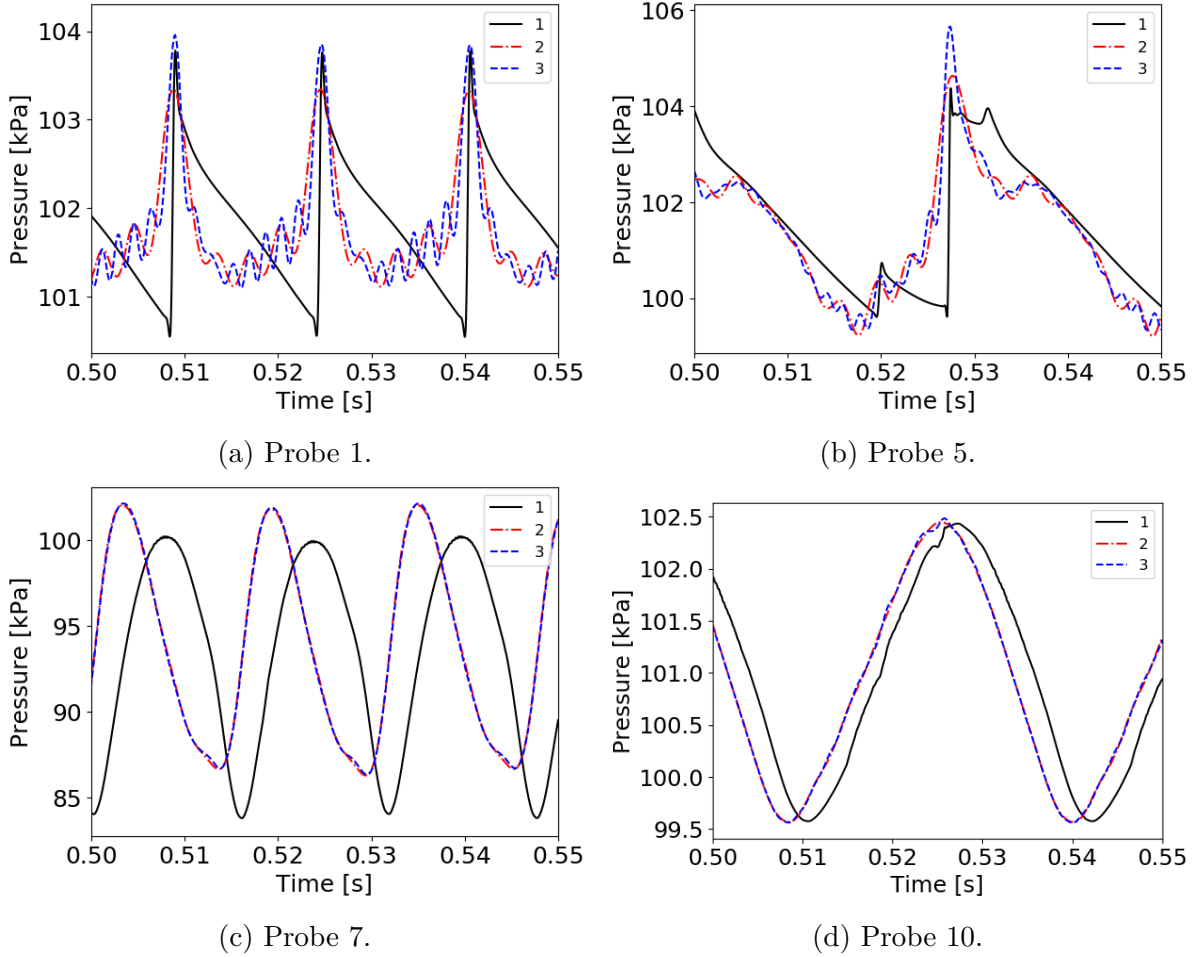 104
103
102
101
Pressure [kPa]
1
2
3
0.50 0.51 0.52 0.53 0.54 0.55
Time [s]
(a) Probe 1.
106
104
102
100
Pressure [kPa]
1
2
3
0.50 0.51 0.52 0.53 0.54 0.55
Time [s]
(b) Probe 5.
100
95
90
85
Pressure [kPa]
1
2
3
0.50 0.51 0.52 0.53 0.54 0.55
Time [s]
(c) Probe 7.
102.5
102.0
101.5
101.0
100.5
100.0
99.5
Pressure [kPa]
1
2
3
0.50 0.51 0.52 0.53 0.54 0.55
Time [s]
(d) Probe 10.